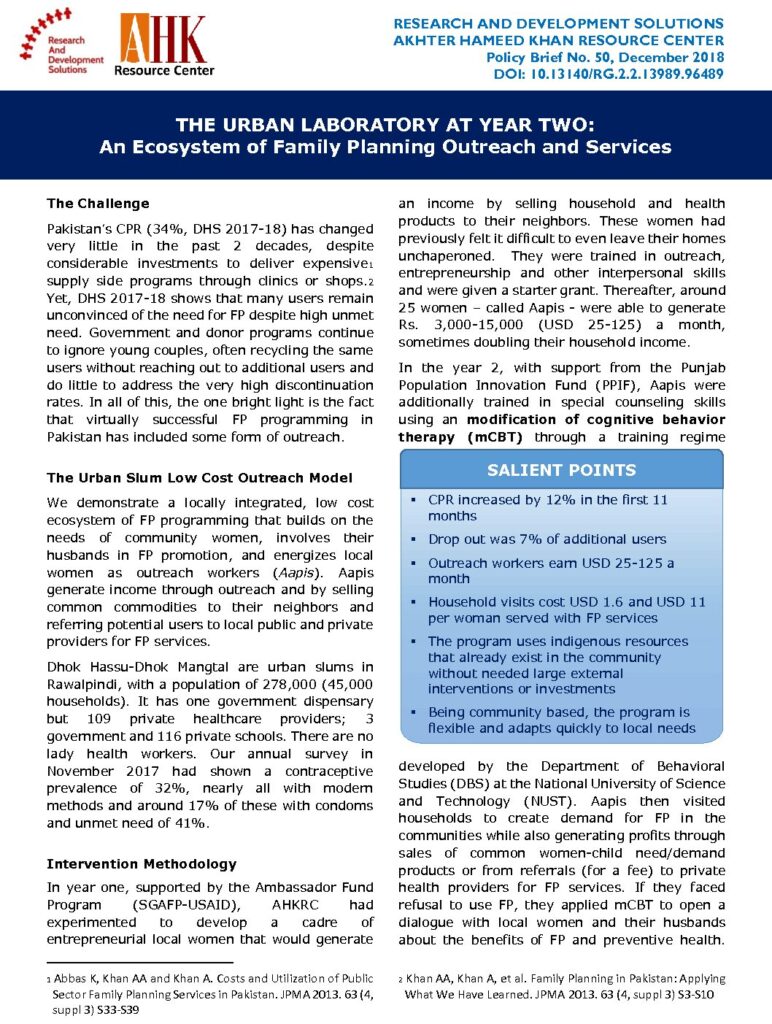 Research
And
Development
Solutions
AHK
Resource Center
RESEARCH AND DEVELOPMENT SOLUTIONS
AKHTER HAMEED KHAN RESOURCE CENTER
Policy Brief No. 50, December 2018
DOI: 10.13140/RG.2.2.13989.96489
THE URBAN LABORATORY AT YEAR TWO:
An Ecosystem of Family Planning Outreach and Services
The Challenge
Pakistan's CPR (34%, DHS 2017-18) has changed
very little in the past 2 decades, despite
considerable investments to deliver expensive1
supply side programs through clinics or shops.2
Yet, DHS 2017-18 shows that many users remain
unconvinced of the need for FP despite high unmet
need. Government and donor programs continue
to ignore young couples, often recycling the same
users without reaching out to additional users and
do little to address the very high discontinuation
rates. In all of this, the one bright light is the fact
that virtually successful FP programming in
Pakistan has included some form of outreach.
The Urban Slum Low Cost Outreach Model
We demonstrate a locally integrated, low cost
ecosystem of FP programming that builds on the
needs of community women, involves their
husbands in FP promotion, and energizes local
women as outreach workers (Aapis). Aapis
generate income through outreach and by selling
common commodities to their neighbors and
referring potential users to local public and private
providers for FP services.
Dhok Hassu-Dhok Mangtal are urban slums in
Rawalpindi, with a population of 278,000 (45,000
households). It has one government dispensary
but 109 private healthcare providers; 3
government and 116 private schools. There are no
lady health workers. Our annual survey in
November 2017 had shown a contraceptive
prevalence of 32%, nearly all with modern
methods and around 17% of these with condoms
and unmet need of 41%.
Intervention Methodology
In year one, supported by the Ambassador Fund
Program (SGAFP-USAID), AHKRC had
experimented to develop a cadre of
entrepreneurial local women that would generate
1 Abbas K, Khan AA and Khan A. Costs and Utilization of Public
Sector Family Planning Services in Pakistan. JPMA 2013. 63 (4,
suppl 3) S33-S39
an income by selling household and health
products to their neighbors. These women had
previously felt it difficult to even leave their homes
unchaperoned. They were trained in outreach,
entrepreneurship and other interpersonal skills
and were given a starter grant. Thereafter, around
25 women – called Aapis - were able to generate
Rs. 3,000-15,000 (USD 25-125) a month,
sometimes doubling their household income.
In the year 2, with support from the Punjab
Population Innovation Fund (PPIF), Aapis were
additionally trained in special counseling skills
using an modification of cognitive behavior
therapy (mCBT) through a training regime
SALIENT POINTS
▪ CPR increased by 12% in the first 11
months
▪ Drop out was 7% of additional users
▪ Outreach workers earn USD 25-125 a
month
▪ Household visits cost USD 1.6 and USD 11
per woman served with FP services
▪ The program uses indigenous resources
that already exist in the community
without needed large external
interventions or investments
▪ Being community based, the program is
flexible and adapts quickly to local needs
developed by the Department of Behavioral
Studies (DBS) at the National University of Science
and Technology (NUST). Aapis then visited
households to create demand for FP in the
communities while also generating profits through
sales of common women-child need/demand
products or from referrals (for a fee) to private
health providers for FP services. If they faced
refusal to use FP, they applied mCBT to open a
dialogue with local women and their husbands
about the benefits of FP and preventive health.
2 Khan AA, Khan A, et al. Family Planning in Pakistan: Applying
What We Have Learned. JPMA 2013. 63 (4, suppl 3) S3-S10